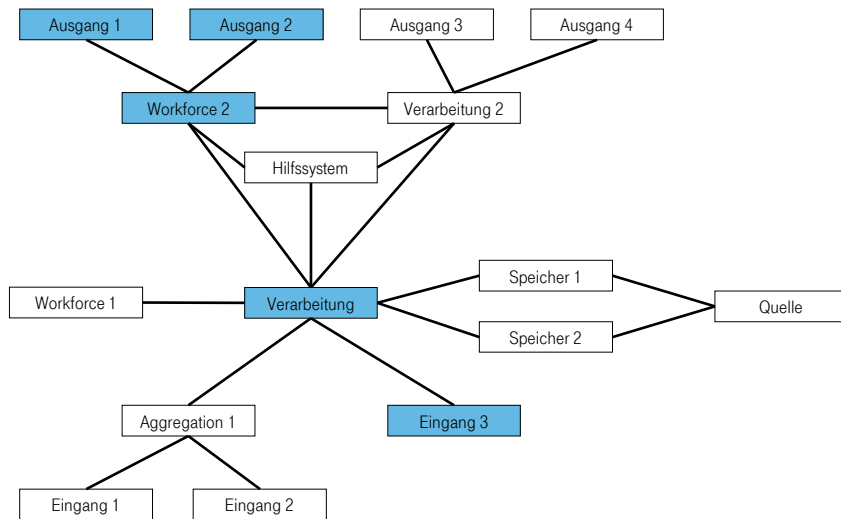 Ausgang 1
Ausgang 2
Ausgang 3
Ausgang 4
Workforce 2
Verarbeitung 2
Hilfssystem
Workforce 1
Verarbeitung
Speicher 1
Speicher 2
Quelle
Aggregation 1
Eingang 3
Eingang 1
Eingang 2